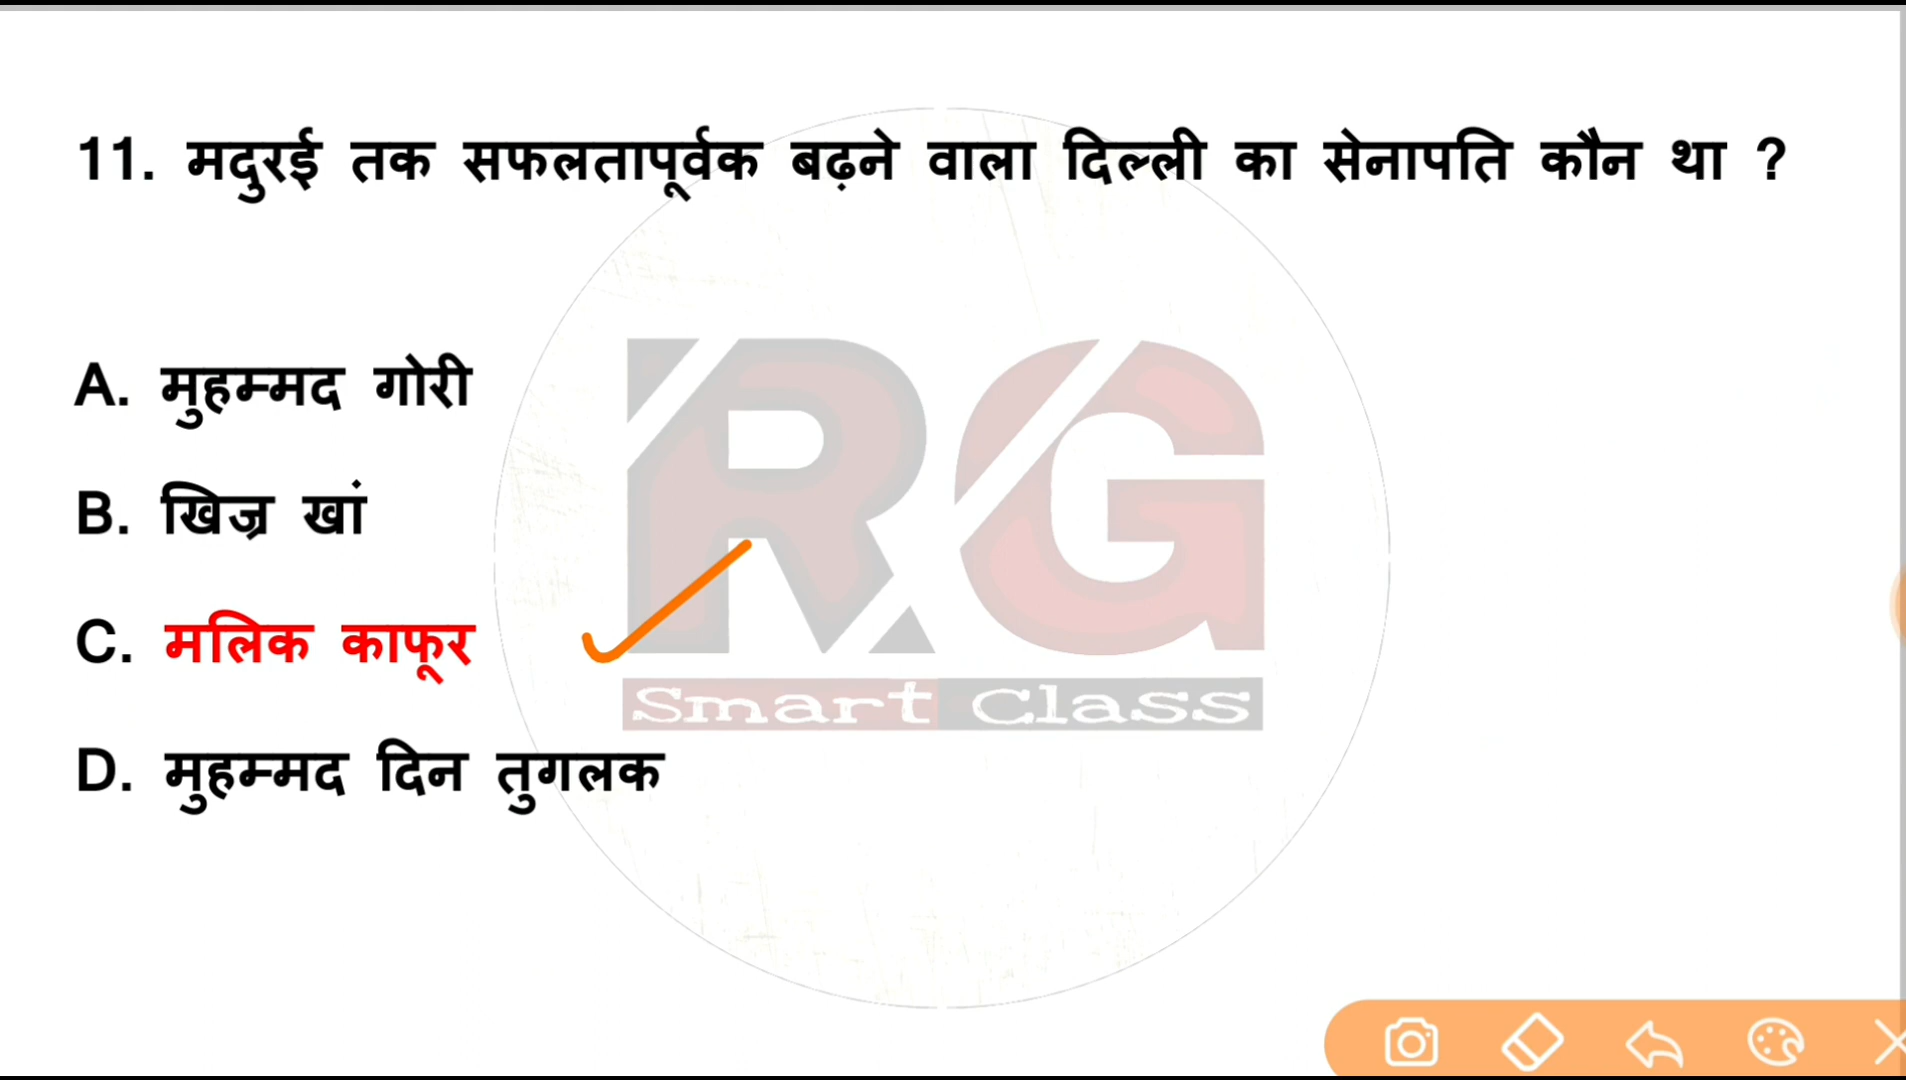 11. मदुरई तक सफलतापूर्वक बढ़ने वाला दिल्ली का सेनापति कौन था ?
A. मुहम्मद गोरी
B. खिज्र खां
C. मलिक काफूर
D. मुहम्मद दिन तुगलक
RG
Smart Class